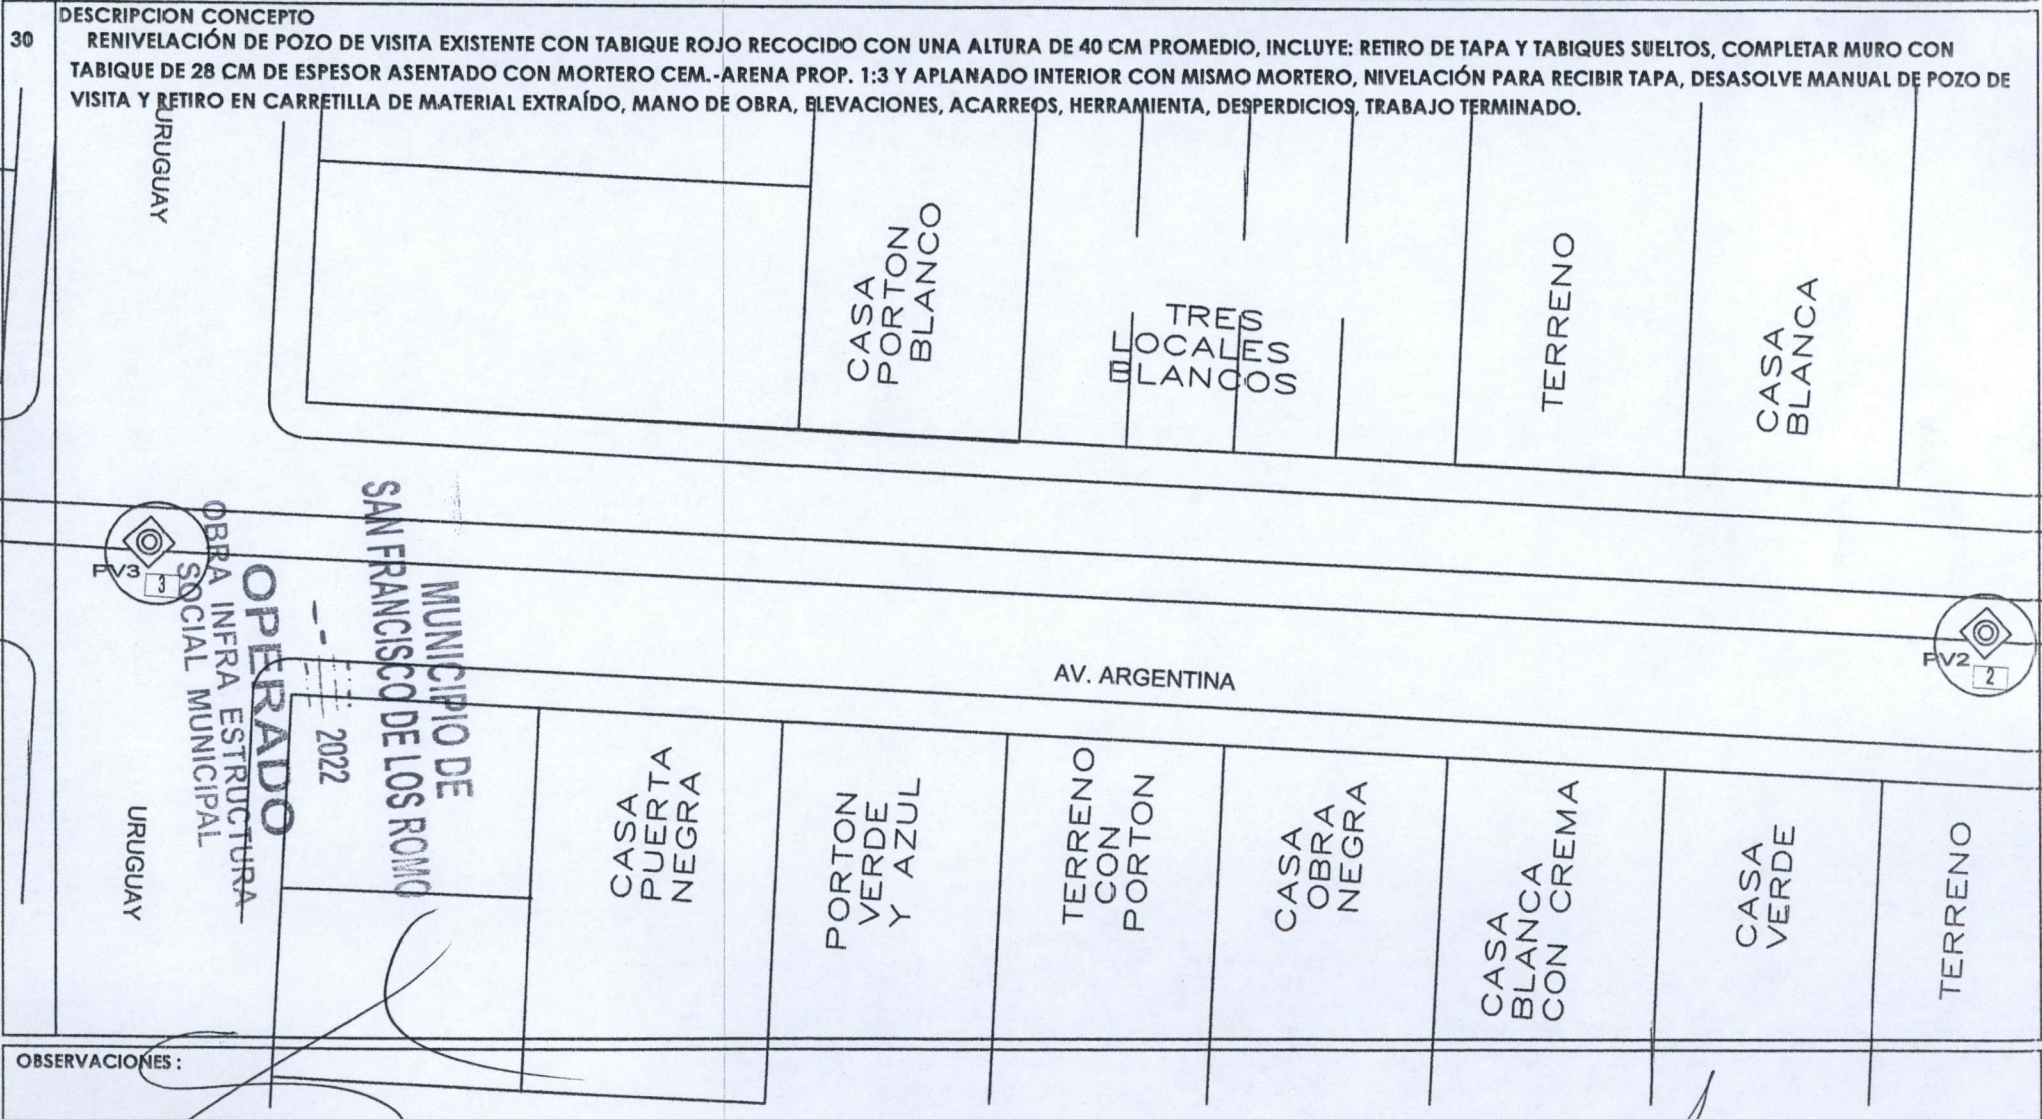 DESCRIPCION CONCEPTO
30
RENIVELACIÓN DE POZO DE VISITA EXISTENTE CON TABIQUE ROJO RECOCIDO CON UNA ALTURA DE 40 CM PROMEDIO, INCLUYE: RETIRO DE TAPA Y TABIQUES SUELTOS, COMPLETAR MURO CON
TABIQUE DE 28 CM DE ESPESOR ASENTADO CON MORTERO CEM.-ARENA PROP. 1:3 Y APLANADO INTERIOR CON MISMO MORTERO, NIVELACIÓN PARA RECIBIR TAPA, DESASOLVE MANUAL DE POZO DE
VISITA Y RETIRO EN CARRETILLA DE MATERIAL EXTRAÍDO, MANO DE OBRA, ELEVACIONES, ACARREOS, HERRAMIENTA, DESPERDICIOS, TRABAJO TERMINADO.
URUGUAY
CASA
PORTON
BLANCO
TRES
LOCALES
BLANCOS
TERRENO
CASA
BLANCA
PV3
3
MUNICIPIO DE
SAN FRANCISCO DE LOS ROMO
2022
OPERADO
OBRA INFRA ESTRUCTURA
SOCIAL MUNICIPAL
AV. ARGENTINA
PV2
2
URUGUAY
CASA
PUERTA
NEGRA
PORTON
VERDE
Y AZUL
TERRENO
CON
PORTON
CASA
OBRA
NEGRA
CASA
BLANCA
CON CREMA
CASA
VERDE
TERRENO
OBSERVACIONES :